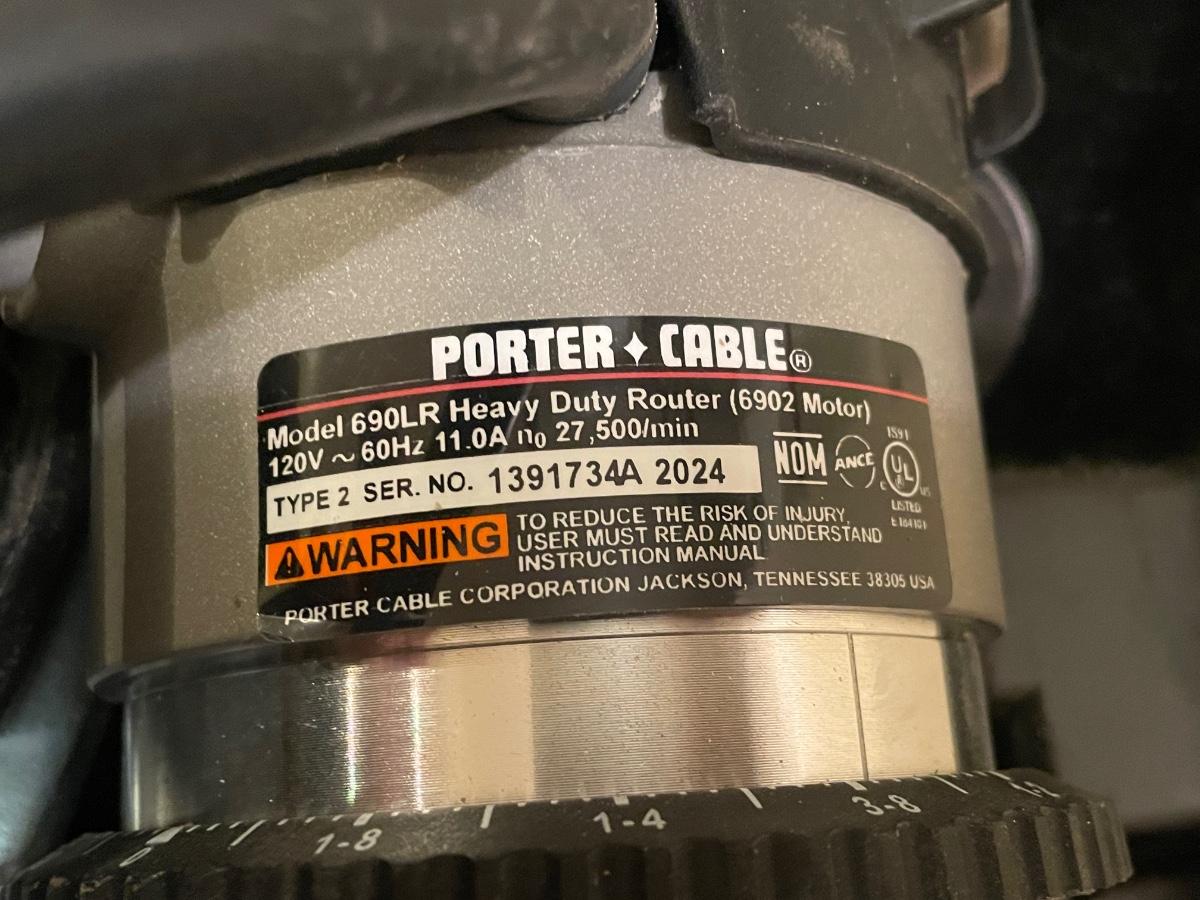 PORTER✦CABLE®
Model 690LR Heavy Duty Router (6902 Motor)
120V ~ 60Hz 11.0A n0 27,500/min
TYPE 2 SER. NO. 1391734A 2024
NOM ANCE
1591
C UL US
LISTED
⚠WARNING
TO REDUCE THE RISK OF INJURY,
USER MUST READ AND UNDERSTAND
INSTRUCTION MANUAL
PORTER-CABLE CORPORATION JACKSON, TENNESSEE 38305 USA
0 1-8 1-4 3-8